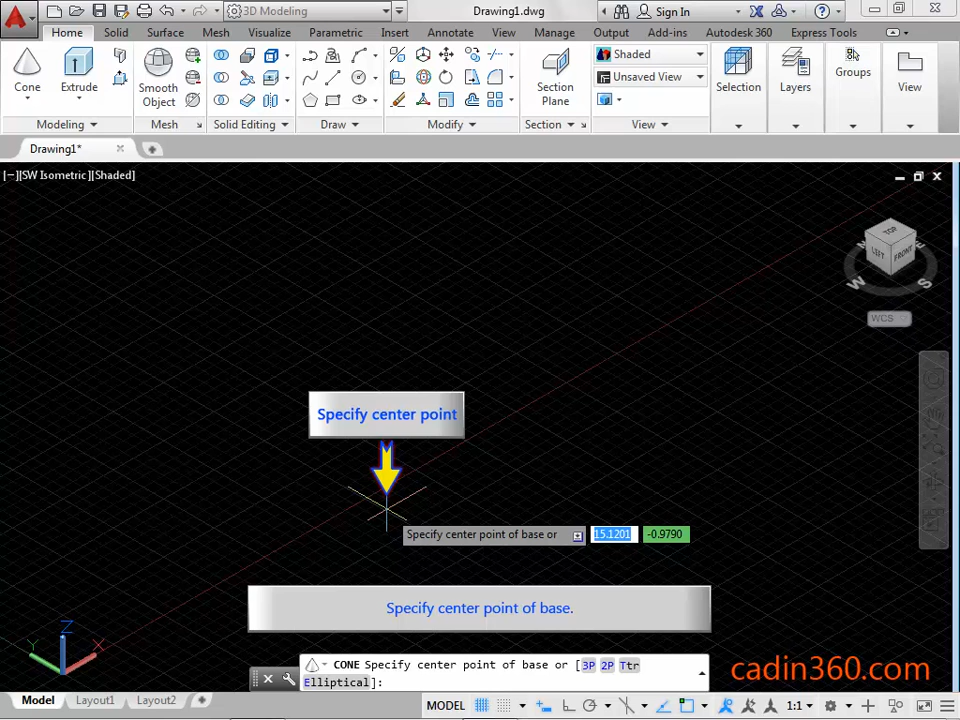 3D Modeling
Drawing1.dwg
Sign In
Home Solid Surface Mesh Visualize Parametric Insert Annotate View Manage Output Add-ins Autodesk 360 Express Tools
Cone
Extrude
Smooth
Object
Section
Plane
Shaded
Unsaved View
Selection
Layers
Groups
View
Modeling
Mesh
Solid Editing
Draw
Modify
Section
View
Drawing1*
[−][SW Isometric][Shaded]
TOP
LEFT
FRONT
W
S
WCS
Specify center point
Specify center point of base or 15.1201 -0.9790
Specify center point of base.
Z
Y
X
CONE Specify center point of base or [3P 2P Ttr
Elliptical]:
cadin360.com
Model Layout1 Layout2
MODEL
1:1